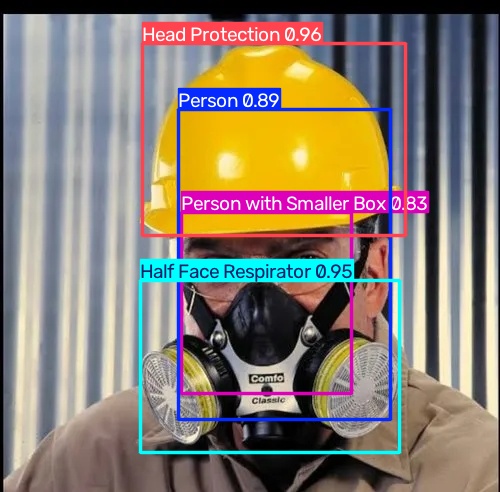 Head Protection 0.96
Person 0.89
Person with Smaller Box 0.83
Half Face Respirator 0.95
Comfo
Classic